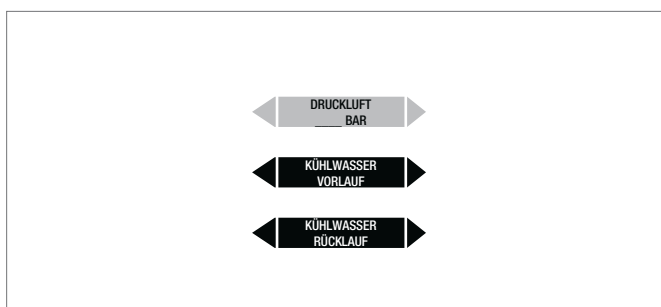 DRUCKLUFT
____ BAR
KÜHLWASSER
VORLAUF
KÜHLWASSER
RÜCKLAUF